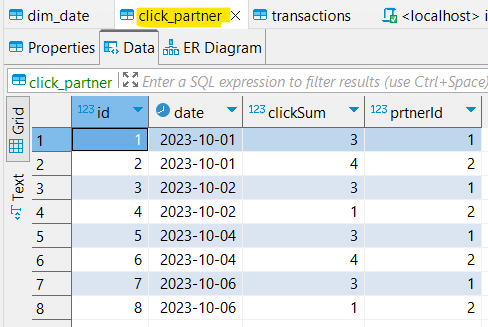 dim_date click_partner transactions <localhost> i
Properties Data ER Diagram
click_partner Enter a SQL expression to filter results (use Ctrl+Space)
Grid
Text
123 id date 123 clickSum 123 prtnerId
1 1 2023-10-01 3 1
2 2 2023-10-01 4 2
3 3 2023-10-02 3 1
4 4 2023-10-02 1 2
5 5 2023-10-04 3 1
6 6 2023-10-04 4 2
7 7 2023-10-06 3 1
8 8 2023-10-06 1 2